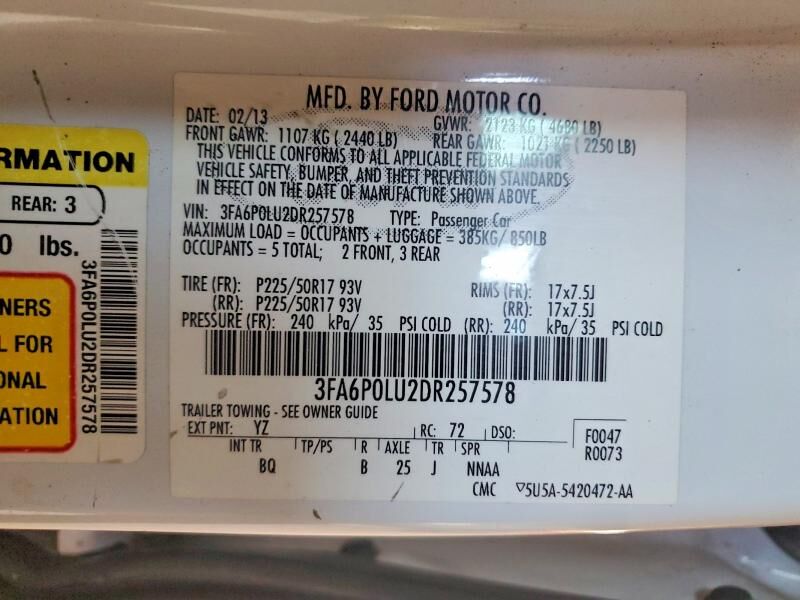 RMATION
REAR: 3
0 lbs.
NERS
L FOR
ONAL
ATION
3FA6P0LU2DR257578
MFD. BY FORD MOTOR CO.
DATE: 02/13 GVWR: 2123 KG ( 4680 LB)
FRONT GAWR: 1107 KG ( 2440 LB) REAR GAWR: 1021 KG ( 2250 LB)
THIS VEHICLE CONFORMS TO ALL APPLICABLE FEDERAL MOTOR
VEHICLE SAFETY, BUMPER, AND THEFT PREVENTION STANDARDS
IN EFFECT ON THE DATE OF MANUFACTURE SHOWN ABOVE.
VIN: 3FA6P0LU2DR257578 TYPE: Passenger Car
MAXIMUM LOAD = OCCUPANTS + LUGGAGE = 385KG/ 850LB
OCCUPANTS = 5 TOTAL; 2 FRONT, 3 REAR
TIRE (FR): P225/50R17 93V RIMS (FR): 17x7.5J
(RR): P225/50R17 93V (RR): 17x7.5J
PRESSURE (FR): 240 kPa/ 35 PSI COLD (RR): 240 kPa/ 35 PSI COLD
3FA6P0LU2DR257578
TRAILER TOWING - SEE OWNER GUIDE
EXT PNT: YZ RC: 72 DSO: F0047
R0073
INT TR TP/PS R AXLE TR SPR
BQ B 25 J NNAA
CMC ▽5U5A-5420472-AA